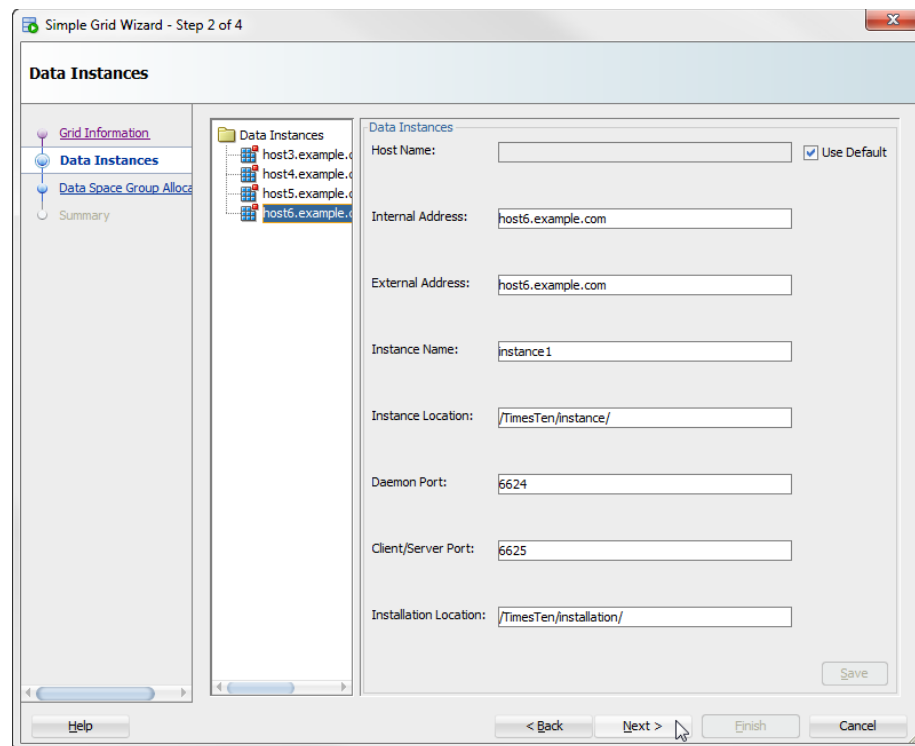 Simple Grid Wizard - Step 2 of 4
Data Instances
Grid Information
Data Instances
Data Space Group Alloca
Summary
Data Instances
host3.example.c
host4.example.c
host5.example.c
host6.example.c
Data Instances
Host Name:
Use Default
Internal Address: host6.example.com
External Address: host6.example.com
Instance Name: instance1
Instance Location: /TimesTen/instance/
Daemon Port: 6624
Client/Server Port: 6625
Installation Location: /TimesTen/installation/
Save
Help
< Back
Next >
Finish
Cancel